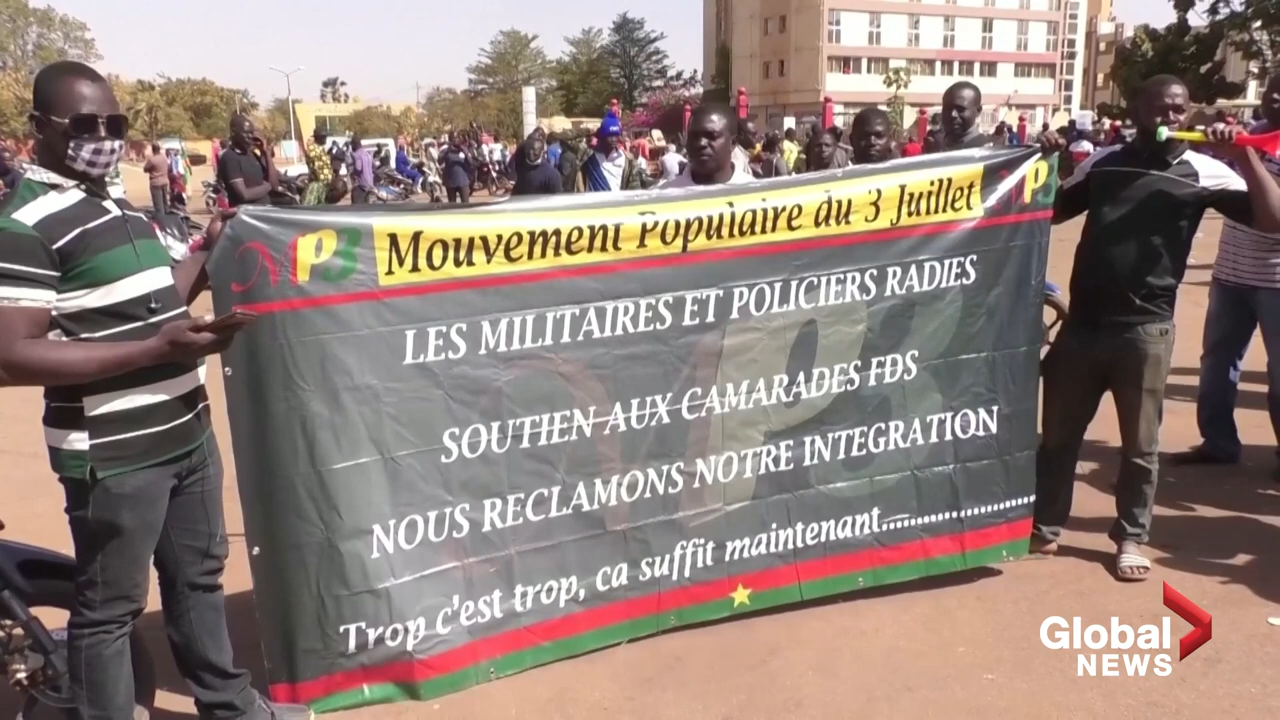 MP3 Mouvement Populaire du 3 Juillet MP3
LES MILITAIRES ET POLICIERS RADIES
SOUTIEN AUX CAMARADES FDS
NOUS RECLAMONS NOTRE INTEGRATION
Trop c'est trop, ca suffit maintenant....................
Global
NEWS